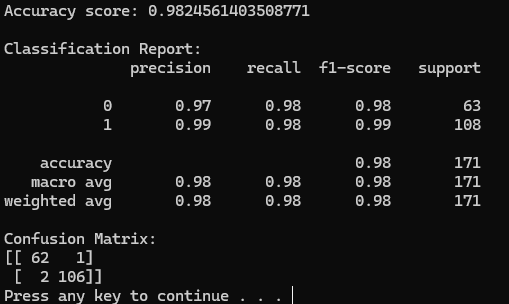 Accuracy score: 0.9824561403508771
Classification Report:
precision recall f1-score support
0 0.97 0.98 0.98 63
1 0.99 0.98 0.99 108
accuracy 0.98 171
macro avg 0.98 0.98 0.98 171
weighted avg 0.98 0.98 0.98 171
Confusion Matrix:
[[ 62 1]
[ 2 106]]
Press any key to continue . . .